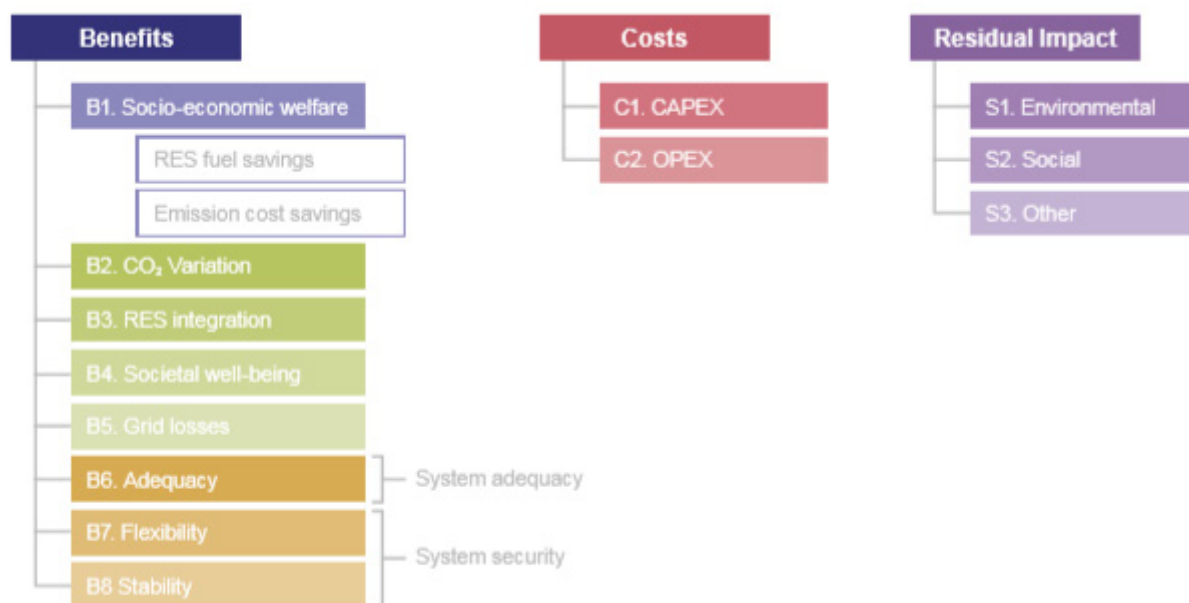 Benefits
B1. Socio-economic welfare
RES fuel savings
Emission cost savings
B2. CO₂ Variation
B3. RES integration
B4. Societal well-being
B5. Grid losses
B6. Adequacy
System adequacy
B7. Flexibility
System security
B8 Stability
Costs
C1. CAPEX
C2. OPEX
Residual Impact
S1. Environmental
S2. Social
S3. Other